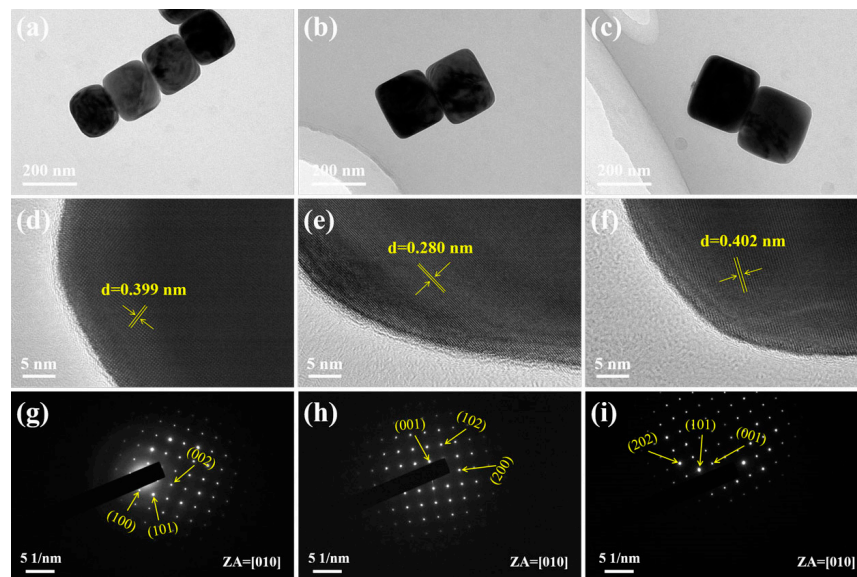 (a)
(b)
(c)
200 nm
200 nm
200 nm
(d)
(e)
(f)
d=0.399 nm
d=0.280 nm
d=0.402 nm
5 nm
5 nm
5 nm
(g)
(h)
(i)
(002)
(100)
(101)
(001)
(102)
(200)
(202)
(101)
(001)
5 1/nm
ZA=[010]
5 1/nm
ZA=[010]
5 1/nm
ZA=[010]